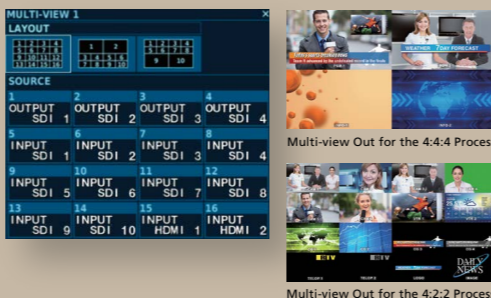 MULTI-VIEW 1 ×
LAYOUT
1 2
9 10
SOURCE
1 OUTPUT SDI 1
2 OUTPUT SDI 2
3 OUTPUT SDI 3
4 OUTPUT SDI 4
5 INPUT SDI 1
6 INPUT SDI 2
7 INPUT SDI 3
8 INPUT SDI 4
9 INPUT SDI 5
10 INPUT SDI 6
11 INPUT SDI 7
12 INPUT SDI 8
13 INPUT SDI 9
14 INPUT SDI 10
15 INPUT HDMI 1
16 INPUT HDMI 2
WEATHER 7DAY FORECAST
Multi-view Out for the 4:4:4 Proces
DAILY
NEWS
Multi-view Out for the 4:2:2 Proces